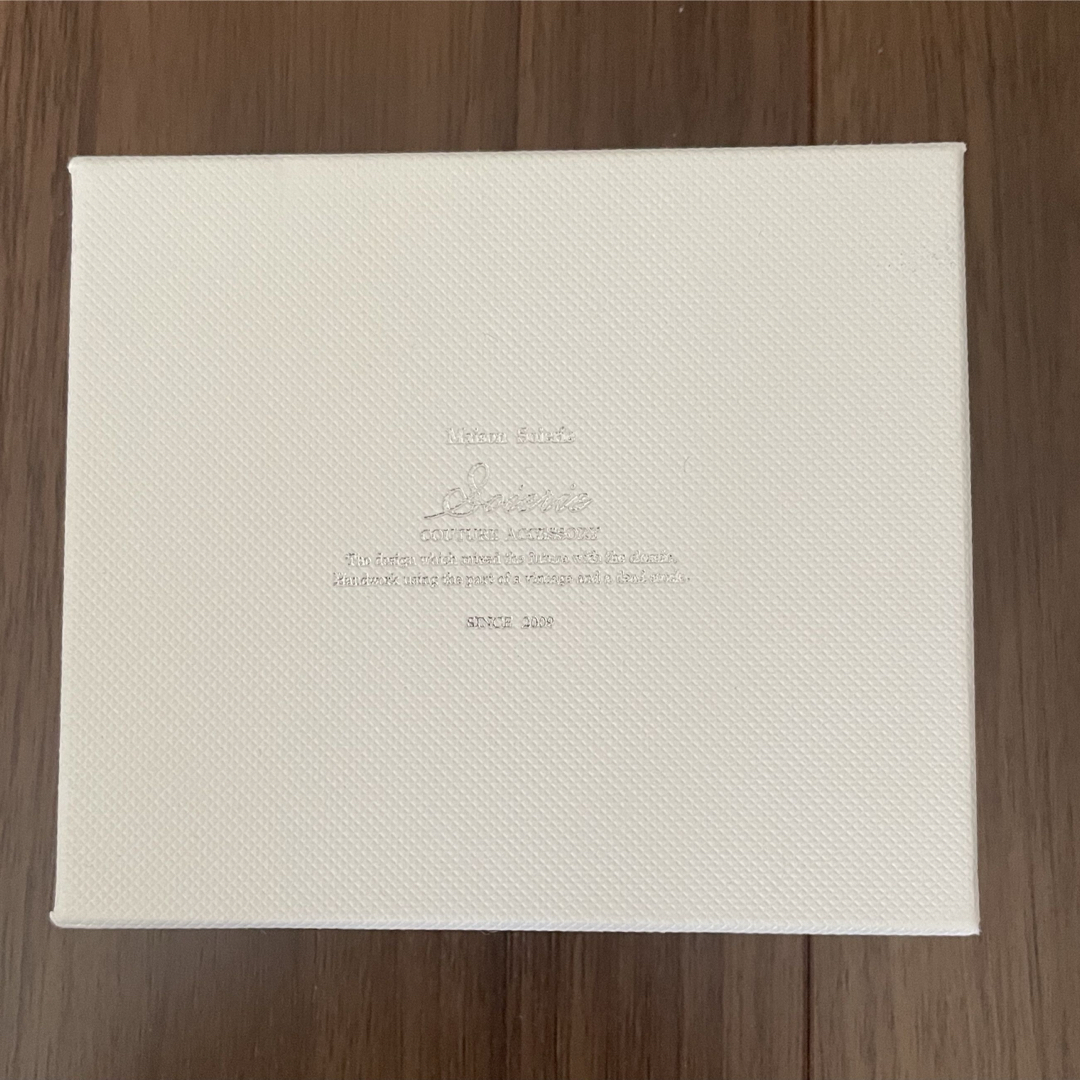 Maison Soierie
Soierie
COUTURE ACCESSORY
The design which mixed the future with the classic,
Handwork using the part of a vintage and a dead stock.
SINCE 2009